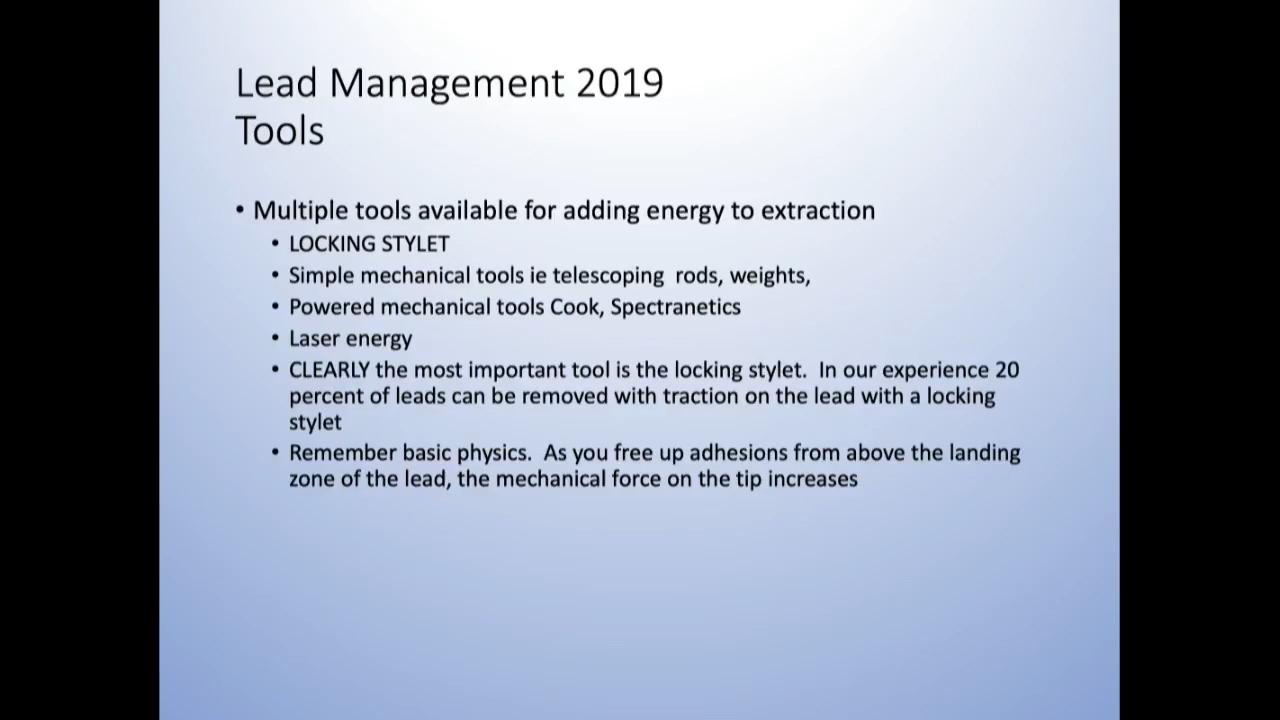 Lead Management 2019
Tools
• Multiple tools available for adding energy to extraction
• LOCKING STYLET
• Simple mechanical tools ie telescoping  rods, weights,
• Powered mechanical tools Cook, Spectranetics
• Laser energy
• CLEARLY the most important tool is the locking stylet.  In our experience 20
percent of leads can be removed with traction on the lead with a locking
stylet
• Remember basic physics.  As you free up adhesions from above the landing
zone of the lead, the mechanical force on the tip increases